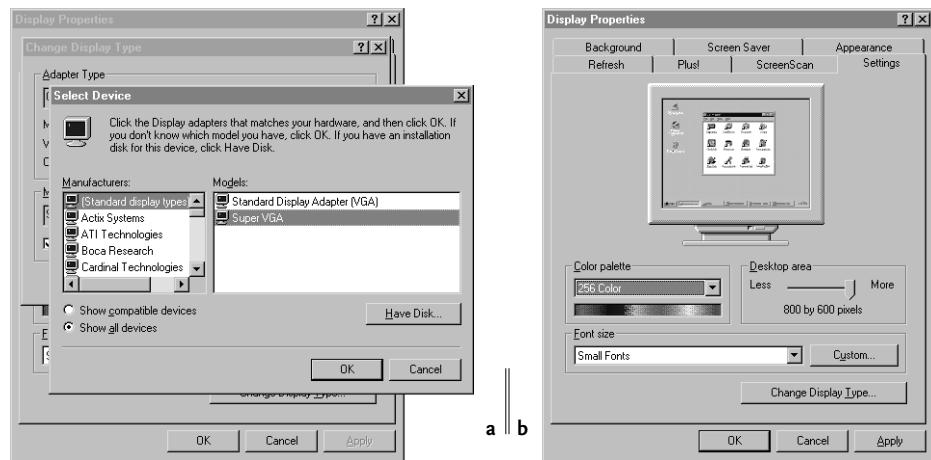 Display Properties
Change Display Type
Adapter Type
Select Device
Click the Display adapters that matches your hardware, and then click OK. If
you don't know which model you have, click OK. If you have an installation
disk for this device, click Have Disk.
Manufacturers:
Models:
(Standard display types
Actix Systems
ATI Technologies
Boca Research
Cardinal Technologies
Standard Display Adapter (VGA)
Super VGA
Show compatible devices
Show all devices
Have Disk...
OK
Cancel
Change Display Type...
OK
Cancel
Apply
a
b
Display Properties
Background
Screen Saver
Appearance
Refresh
Plus!
ScreenScan
Settings
Color palette
256 Color
Desktop area
Less
More
800 by 600 pixels
Font size
Small Fonts
Custom...
Change Display Type...
OK
Cancel
Apply